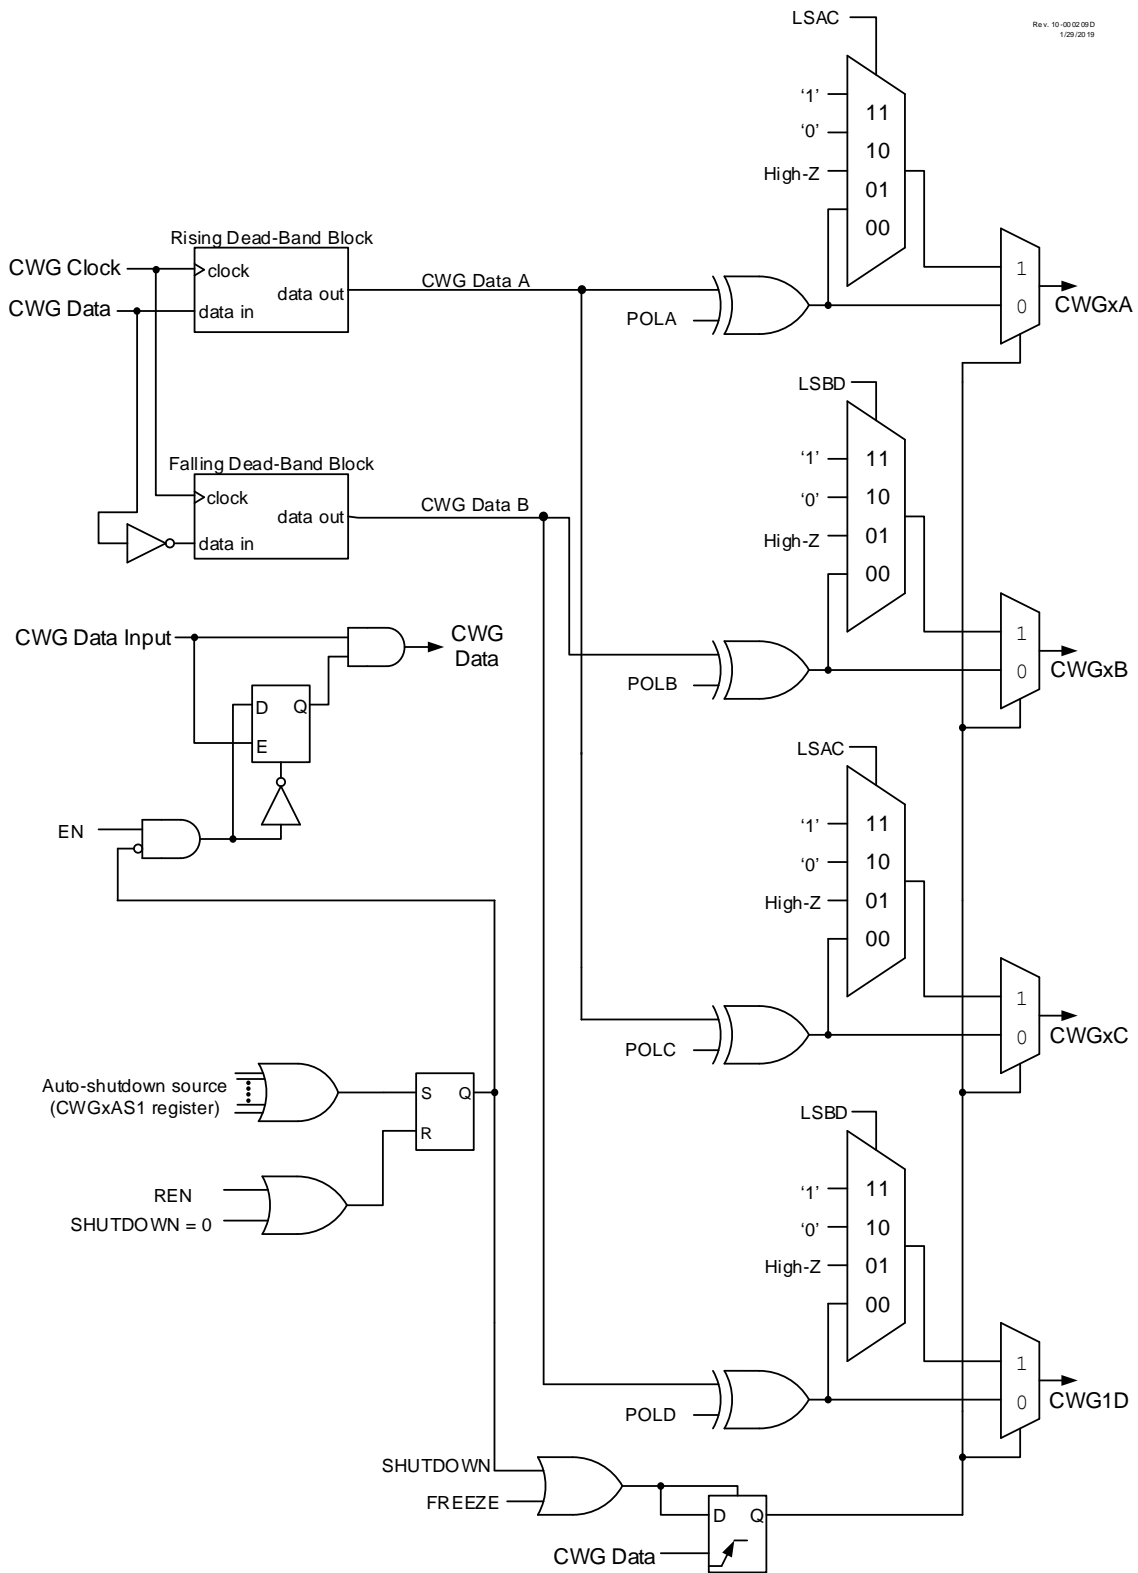 LSAC
Rev. 10-000209D
1/29/2019
‘1’
11
‘0’
10
High-Z
01
00
Rising Dead-Band Block
CWG Clock
clock
CWG Data A
data out
1
CWG Data
data in
POLA
0
CWGxA
LSBD
‘1’
11
Falling Dead-Band Block
‘0’
10
clock
CWG Data B
data out
High-Z
01
data in
00
CWG Data Input
CWG
Data
1
POLB
0
CWGxB
D
Q
E
LSAC
EN
‘1’
11
‘0’
10
High-Z
01
00
1
POLC
0
CWGxC
Auto-shutdown source
(CWGxAS1 register)
S
Q
R
LSBD
REN
‘1’
11
SHUTDOWN = 0
‘0’
10
High-Z
01
00
1
POLD
0
CWG1D
SHUTDOWN
FREEZE
D
Q
CWG Data